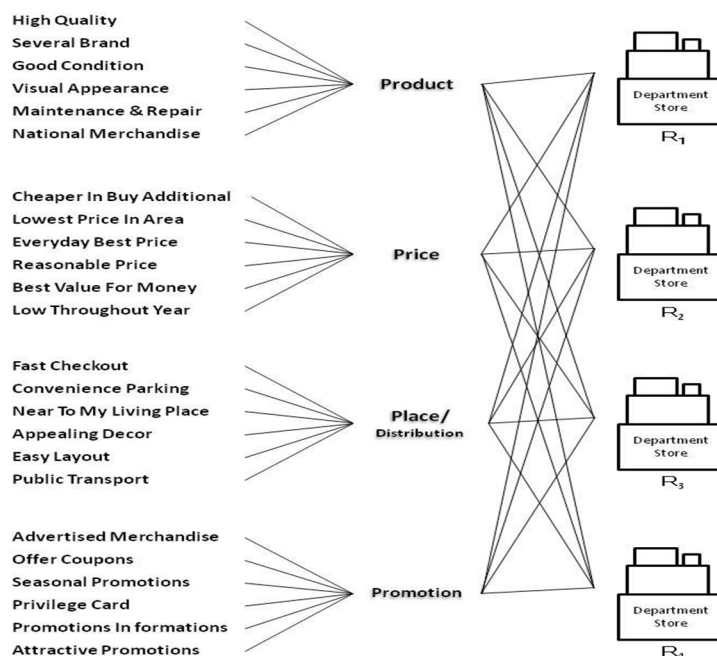 High Quality
Several Brand
Good Condition
Visual Appearance
Maintenance & Repair
National Merchandise
Product
Department
Store
R₁
Cheaper In Buy Additional
Lowest Price In Area
Everyday Best Price
Reasonable Price
Best Value For Money
Low Throughout Year
Price
Department
Store
R₂
Fast Checkout
Convenience Parking
Near To My Living Place
Appealing Decor
Easy Layout
Public Transport
Place/
Distribution
Department
Store
R₃
Advertised Merchandise
Offer Coupons
Seasonal Promotions
Privilege Card
Promotions In formations
Attractive Promotions
Promotion
Department
Store
R₄